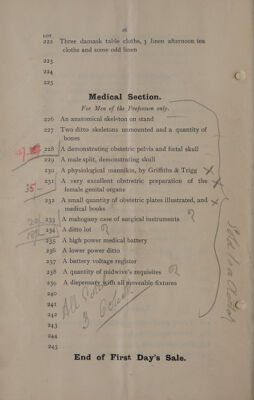 LOT
222 Three damask table cloths, 3 linen afternoon tea
cloths and some odd linen
223
224
225
Medical Section.
For Men of the Profession only.
226 An anatomical skeleton on stand
227 Two ditto skeletons unmounted and a quantity of
bones
228 A demonstrating obstetric pelvis and fœtal skull
229 A male split, demonstrating skull
230 A physiological mannikin, by Griffiths & Trigg X
231 A very excellent obstretric preparation of the X
35/-
female genital organs
232 A small quantity of obstetric plates illustrated, and X
medical books
233 A mahogany case of surgical instruments ?
234 A ditto lot ?
235 A high power medical battery
236 A lower power ditto
237 A battery voltage register
238 A quantity of midwive's requisites ?
239 A dispensary with all moveable fixtures
240
241
242
243
244
245
End of First Day's Sale.